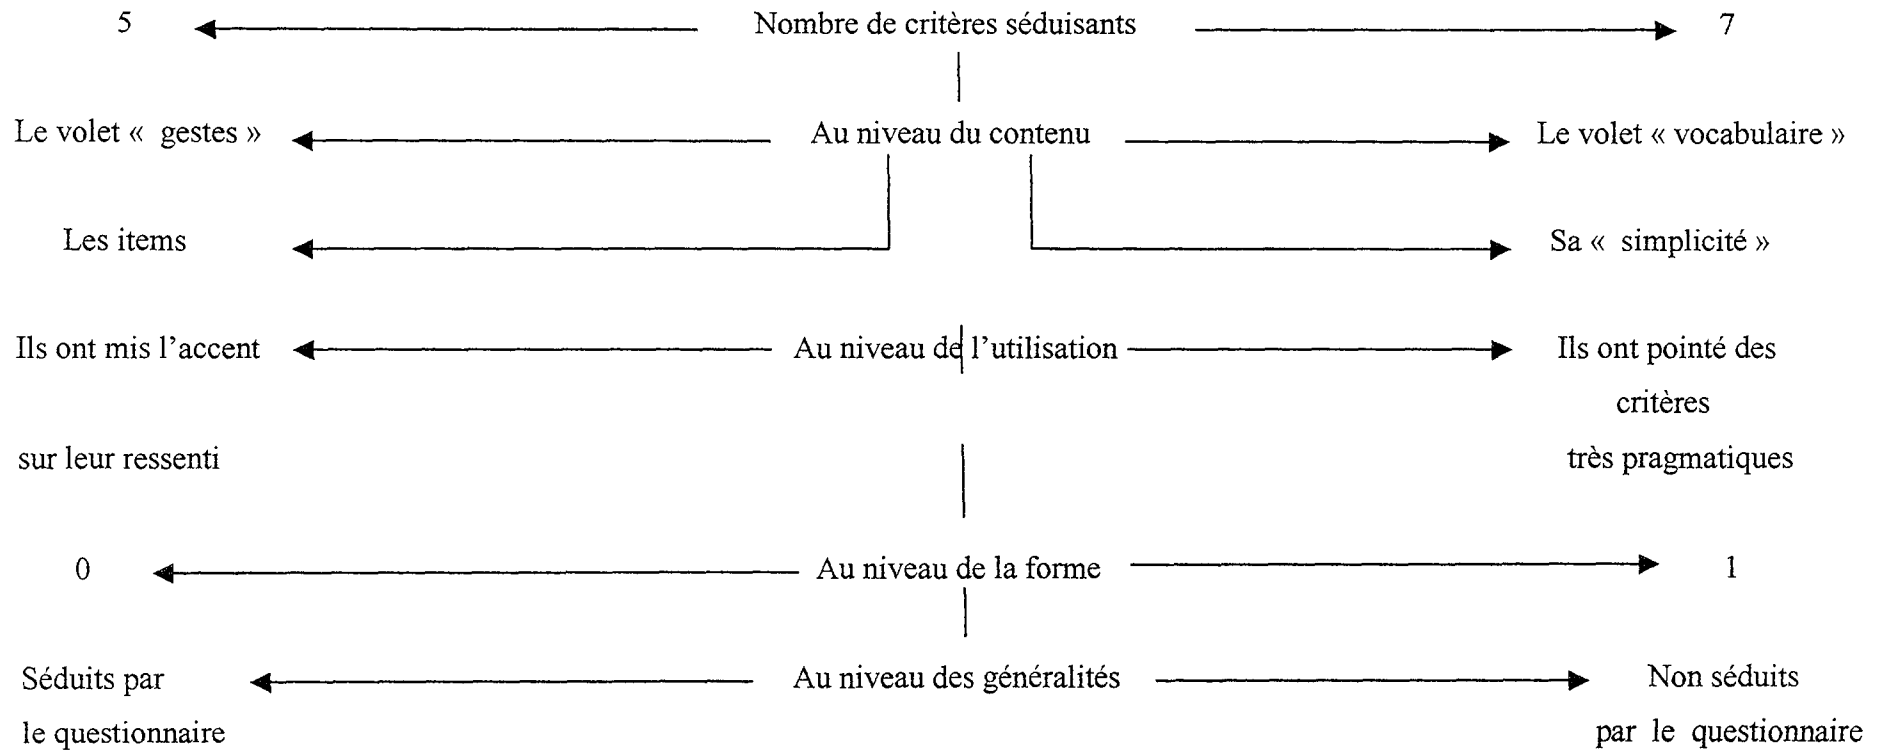 5 Nombre de critères séduisants 7
Le volet « gestes » Au niveau du contenu Le volet « vocabulaire »
Les items Sa « simplicité »
Ils ont mis l'accent Au niveau de l'utilisation Ils ont pointé des
critères
sur leur ressenti très pragmatiques
0 Au niveau de la forme 1
Séduits par Au niveau des généralités Non séduits
le questionnaire par le questionnaire